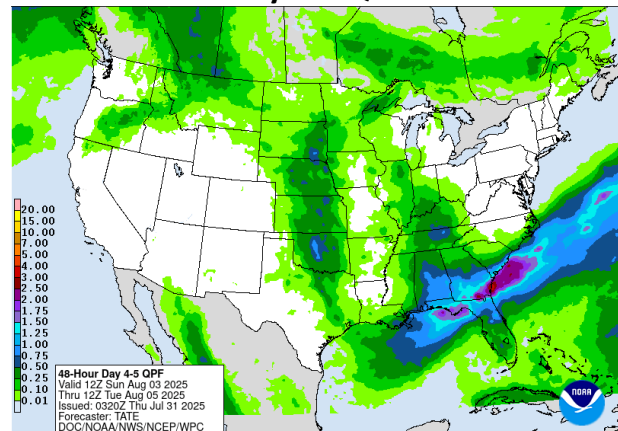 20.00
15.00
10.00
7.00
5.00
4.00
3.00
2.50
2.00
1.75
1.50
1.25
1.00
0.75
0.50
0.25
0.10
0.01
48-Hour Day 4-5 QPF
Valid 12Z Sun Aug 03 2025
Thru 12Z Tue Aug 05 2025
Issued: 0320Z Thu Jul 31 2025
Forecaster: TATE
DOC/NOAA/NWS/NCEP/WPC
NOAA